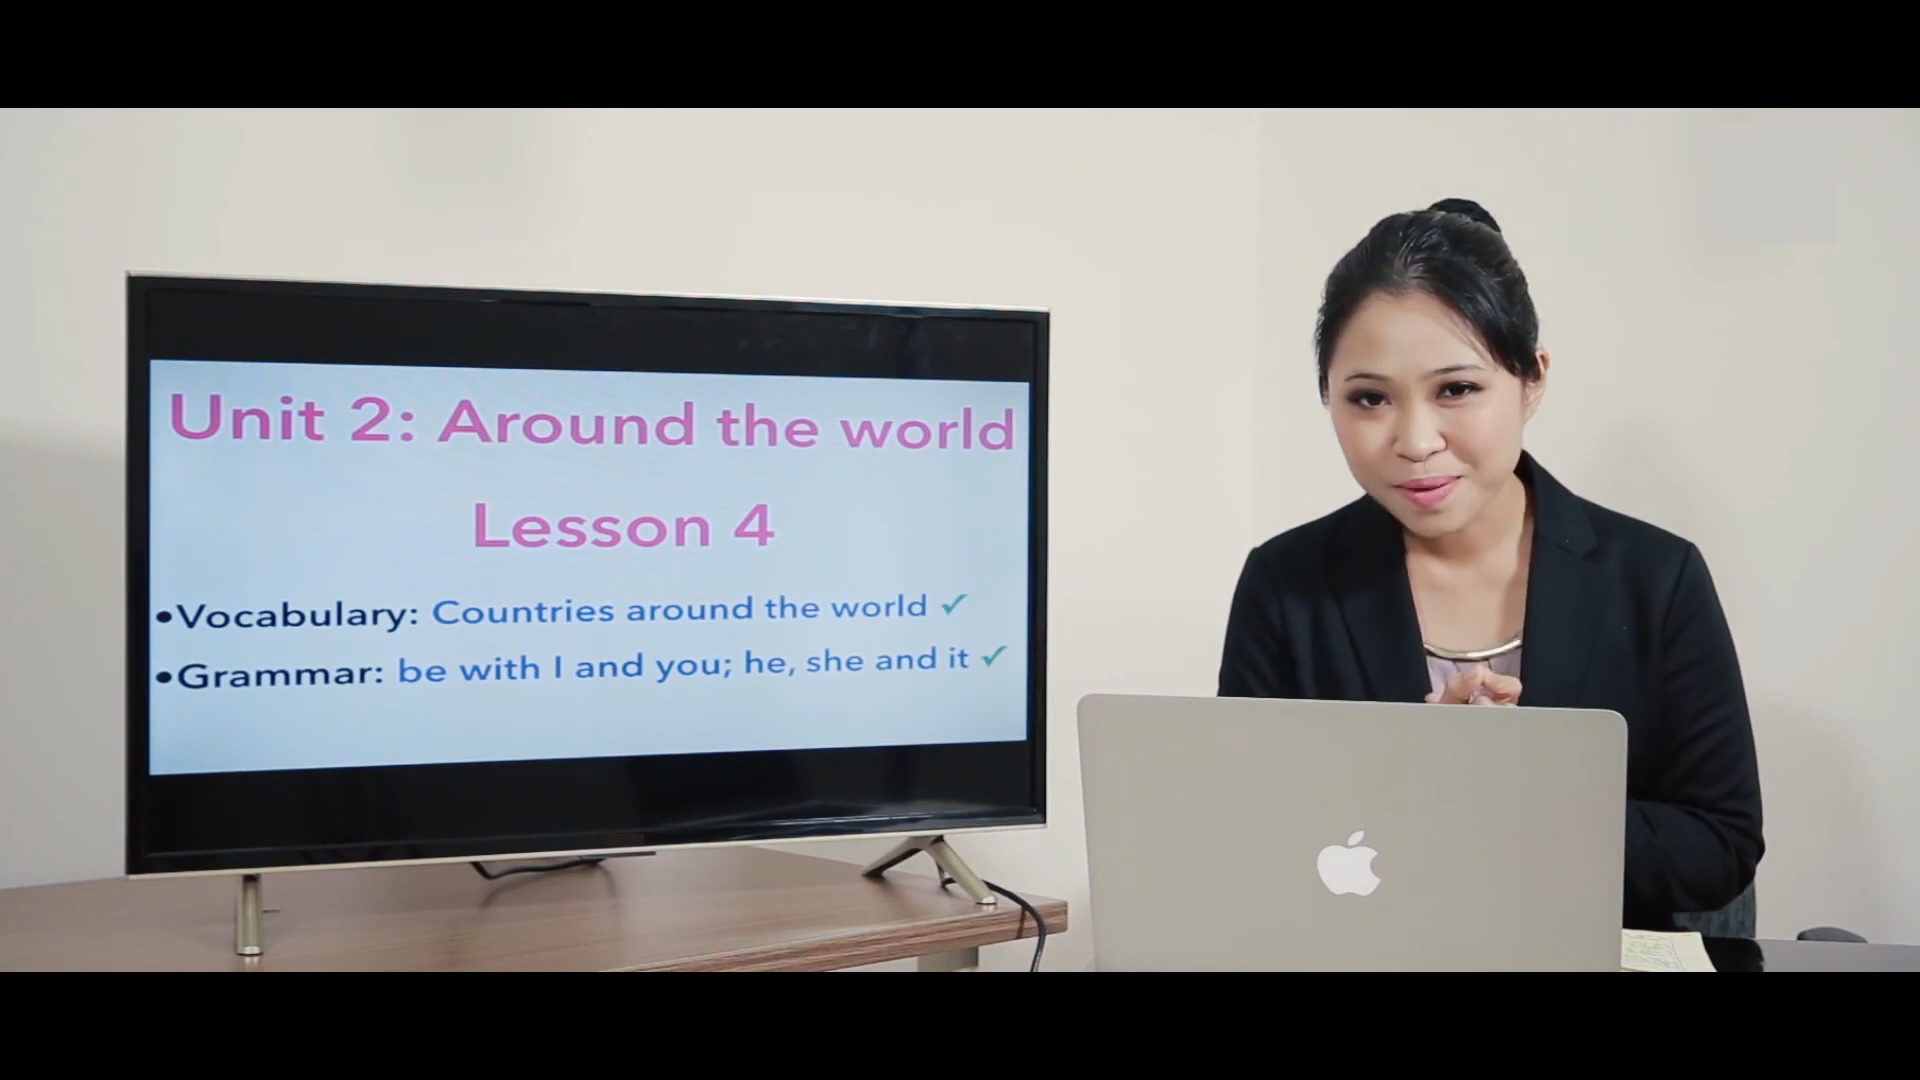 Unit 2: Around the world
Lesson 4
•Vocabulary: Countries around the world ✓
•Grammar: be with I and you; he, she and it ✓